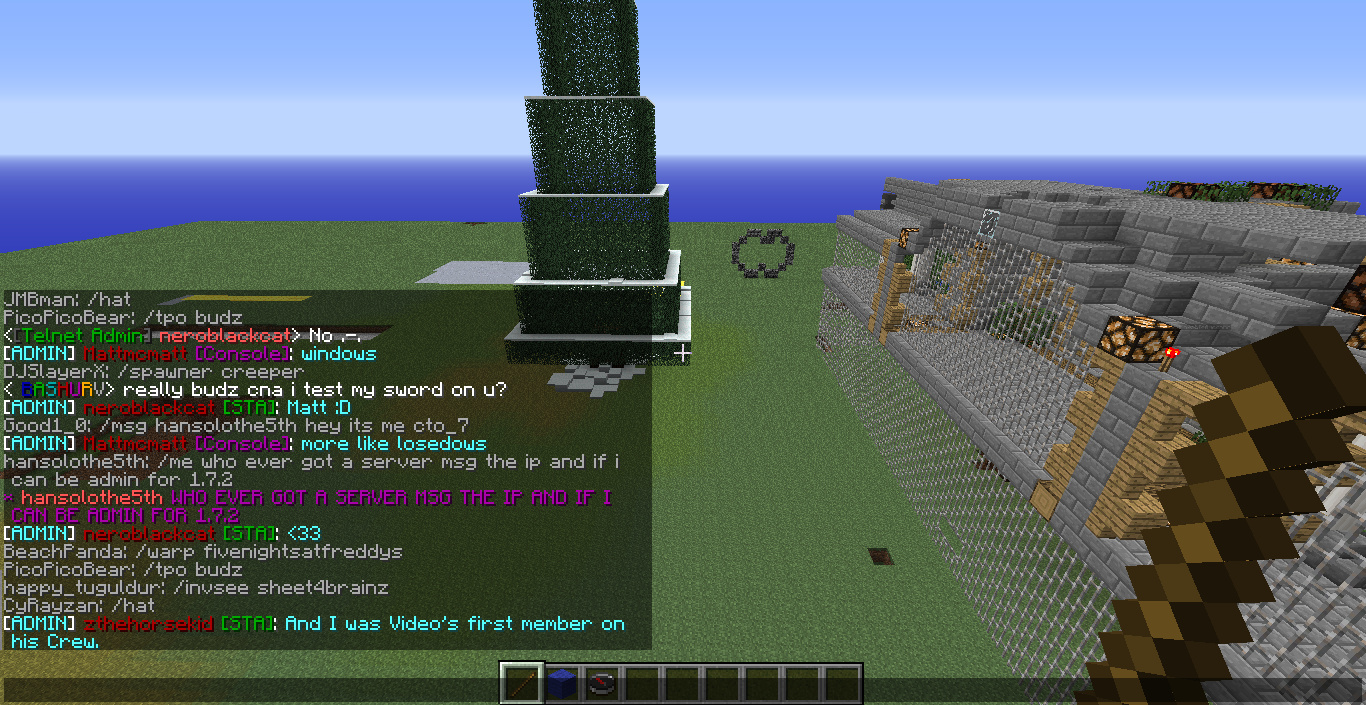 JMBman: /hat
PicoPicoBear: /tpo budz
<[Telnet Admin] neroblackcat> No .-.
[ADMIN] Mattmcmatt [Console]: windows
DJSlayerX: /spawner creeper
< BASHURV> really budz cna i test my sword on u?
[ADMIN] neroblackcat [STA]: Matt :D
Good1_0: /msg hansolothe5th hey its me cto_7
[ADMIN] Mattmcmatt [Console]: more like losedows
hansolothe5th: /me who ever got a server msg the ip and if i
can be admin for 1.7.2
* hansolothe5th WHO EVER GOT A SERVER MSG THE IP AND IF I
CAN BE ADMIN FOR 1.7.2
[ADMIN] neroblackcat [STA]: <33
BeachPanda: /warp fivenightsatfreddys
PicoPicoBear: /tpo budz
happy_tuguldur: /invsee sheet4brainz
CyRayzan: /hat
[ADMIN] zthehorsekid [STA]: And I was Video's first member on
his Crew.